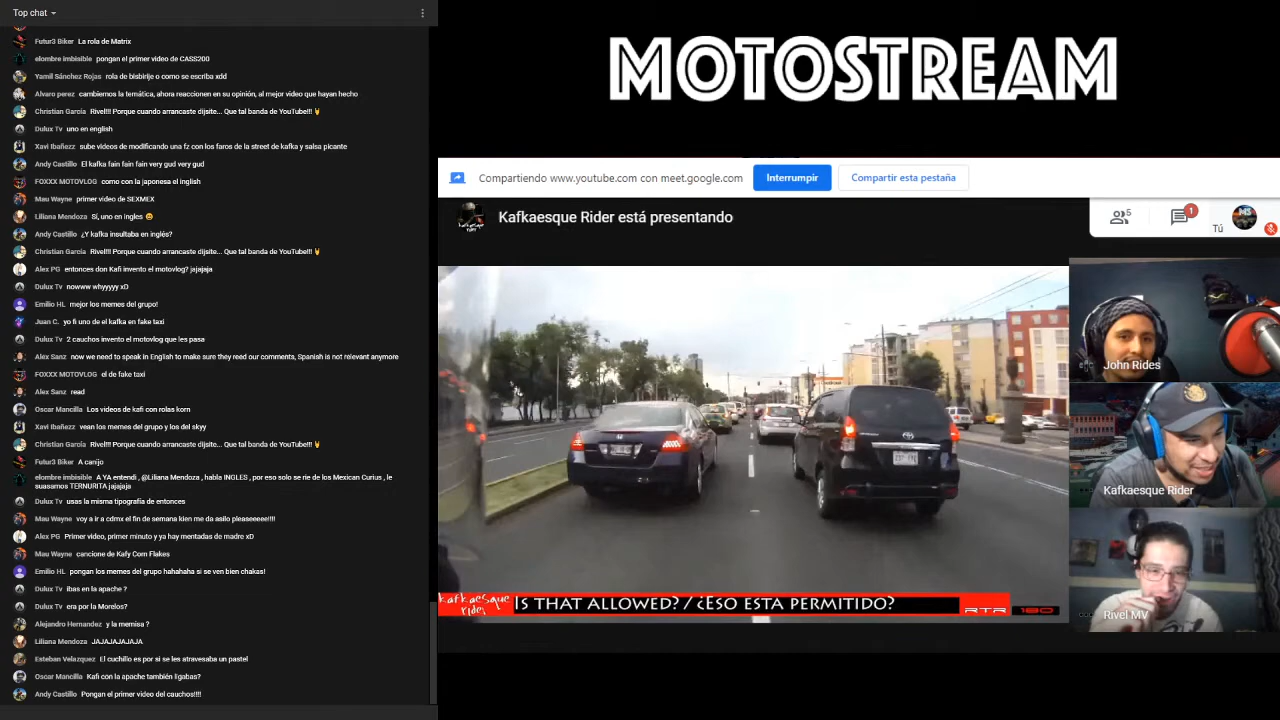 Top chat
Futur3 Biker La rola de Matrix
elombre imbisible pongan el primer video de CASS200
Yamil Sánchez Rojas rola de bisbirije o como se escriba xdd
Alvaro perez cambiemos la temática, ahora reaccionen en su opinión, al mejor video que hayan hecho
Christian García Rivel!!! Porque cuando arrancaste dijsite... Que tal banda de YouTube!!! 🤘
Dulux Tv uno en english
Xavi Ibañezz sube videos de modificando una fz con los faros de la street de kafka y salsa picante
Andy Castillo El kafka fain fain fain very gud very gud
FOXXX MOTOVLOG como con la japonesa el inglish
Mau Wayne primer video de SEXMEX
Liliana Mendoza Sí, uno en ingles 😄
Andy Castillo ¿Y kafka insultaba en inglés?
Christian García Rivel!!! Porque cuando arrancaste dijsite... Que tal banda de YouTube!!! 🤘
Alex PG entonces don Kafi invento el motovlog? jajajaja
Dulux Tv nowww whyyyyy xD
Emilio HL mejor los memes del grupo!
Juan C. yo fi uno de el kafka en fake taxi
Dulux Tv 2 cauchos invento el motovlog que les pasa
Alex Sanz now we need to speak in English to make sure they reed our comments, Spanish is not relevant anymore
FOXXX MOTOVLOG el de fake taxi
Alex Sanz read
Oscar Mancilla Los videos de kafi con rolas korn
Xavi Ibañezz vean los memes del grupo y los del skyy
Christian García Rivel!!! Porque cuando arrancaste dijsite... Que tal banda de YouTube!!! 🤘
Futur3 Biker A canijo
elombre imbisible A YA entendi , @Liliana Mendoza , habla INGLES , por eso solo se ríe de los Mexican Curius , le
suasamos TERNURITA jajajaja
Dulux Tv usas la misma tipografía de entonces
Mau Wayne voy a ir a cdmx el fin de semana kien me da asilo pleaseeeee!!!!
Alex PG Primer video, primer minuto y ya hay mentadas de madre xD
Mau Wayne cancione de Kafy Corn Flakes
Emilio HL pongan los memes del grupo hahahaha si se ven bien chakas!
Dulux Tv ibas en la apache ?
Dulux Tv era por la Morelos?
Alejandro Hernandez y la memisa ?
Liliana Mendoza JAJAJAJAJAJA
Esteban Velazquez El cuchillo es por si se les atravesaba un pastel
Oscar Mancilla Kafi con la apache también ligabas?
Andy Castillo Pongan el primer video del cauchos!!!!
MOTOSTREAM
Compartiendo www.youtube.com con meet.google.com
Interrumpir
Compartir esta pestaña
Kafkaesque Rider está presentando
5
1
Tú
John Rides
Kafkaesque Rider
Rivel MV
kafkaesque
rider
IS THAT ALLOWED? / ¿ESO ESTA PERMITIDO?
RTR 180